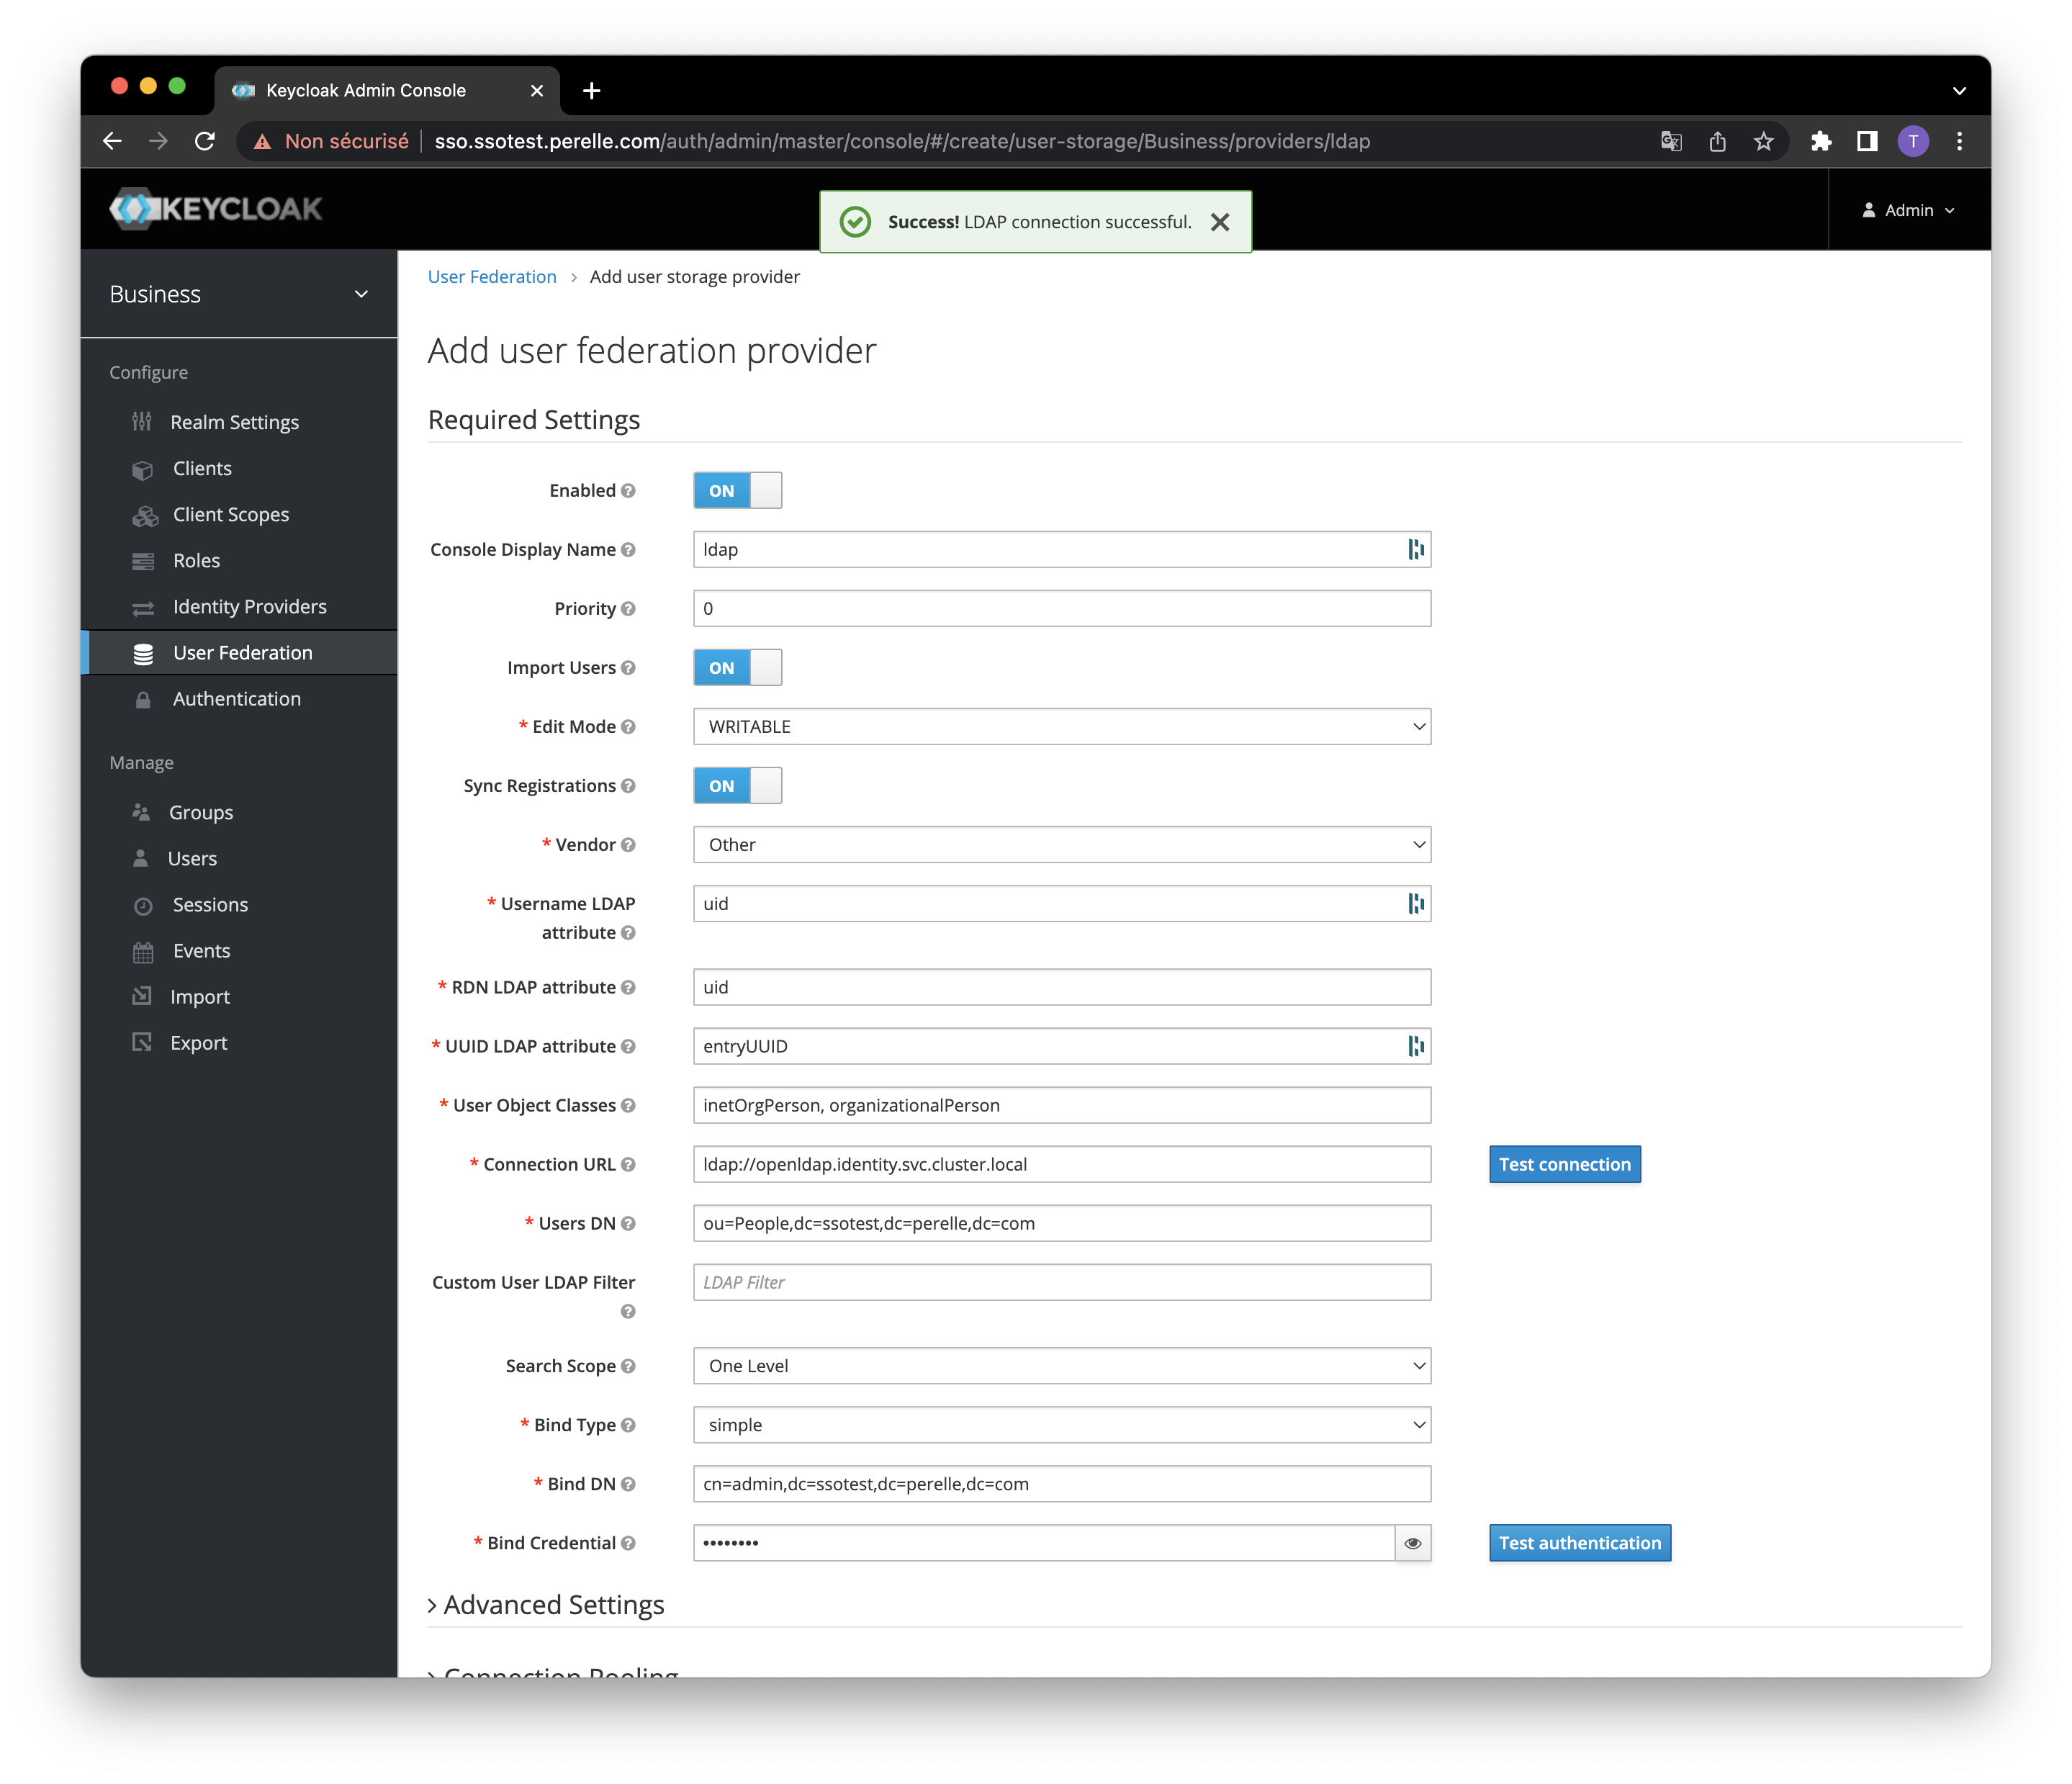 Keycloak Admin Console
Non sécurisé sso.ssotest.perelle.com/auth/admin/master/console/#/create/user-storage/Business/providers/ldap
T
KEYCLOAK
Success! LDAP connection successful.
Admin
Business
User Federation > Add user storage provider
Add user federation provider
Configure
Realm Settings
Clients
Client Scopes
Roles
Identity Providers
User Federation
Authentication
Manage
Groups
Users
Sessions
Events
Import
Export
Required Settings
Enabled ON
Console Display Name ldap
Priority 0
Import Users ON
* Edit Mode WRITABLE
Sync Registrations ON
* Vendor Other
* Username LDAP attribute uid
* RDN LDAP attribute uid
* UUID LDAP attribute entryUUID
* User Object Classes inetOrgPerson, organizationalPerson
* Connection URL ldap://openldap.identity.svc.cluster.local Test connection
* Users DN ou=People,dc=ssotest,dc=perelle,dc=com
Custom User LDAP Filter LDAP Filter
Search Scope One Level
* Bind Type simple
* Bind DN cn=admin,dc=ssotest,dc=perelle,dc=com
* Bind Credential •••••••• Test authentication
> Advanced Settings
> Connection Pooling